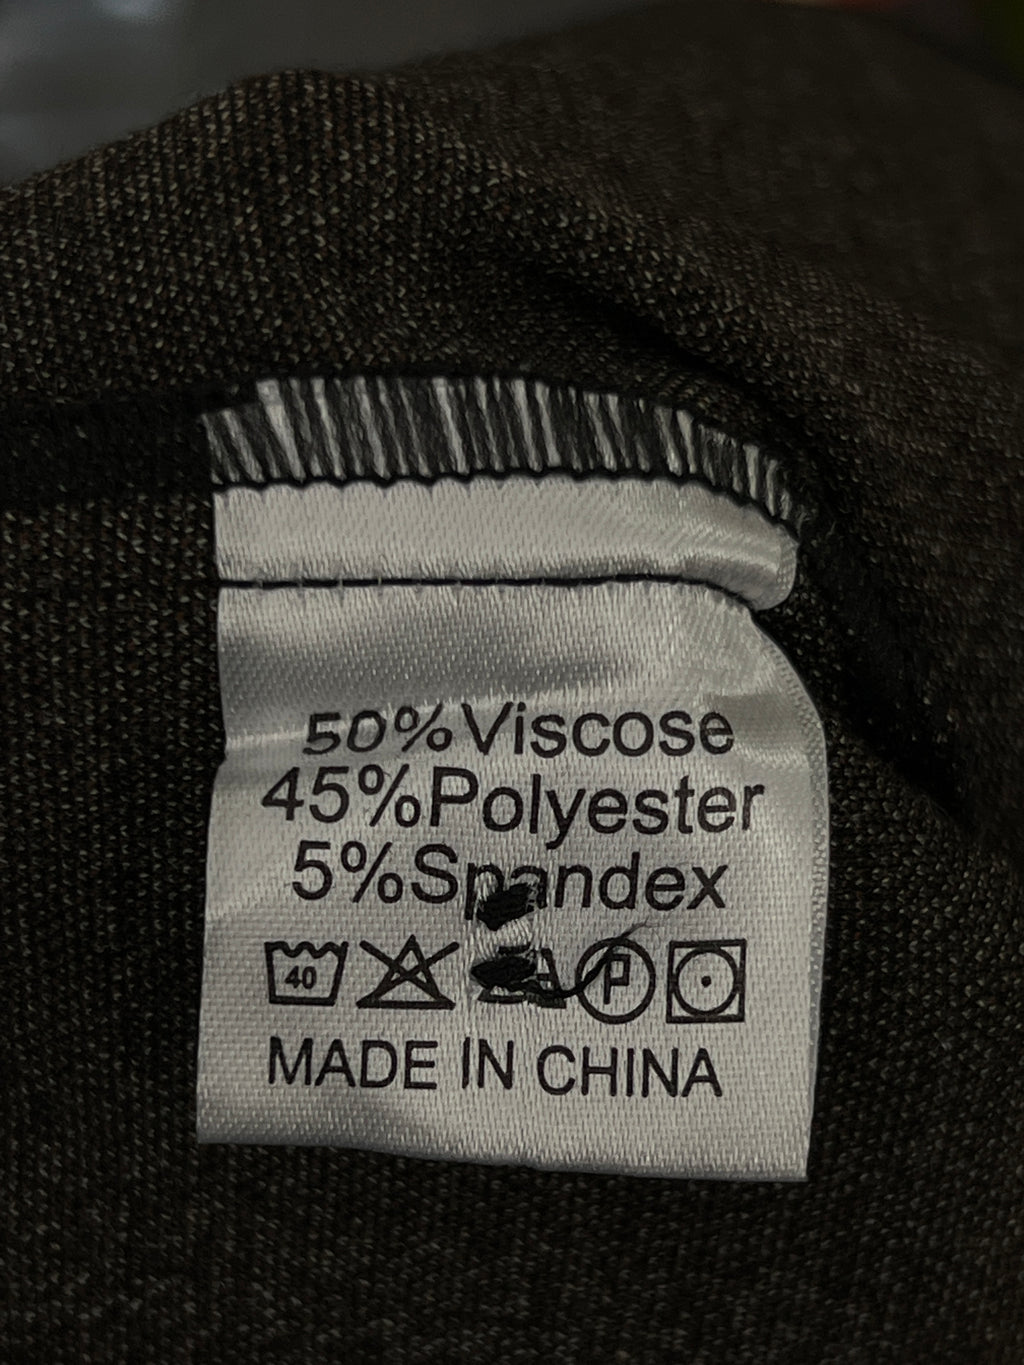 50%Viscose
45%Polyester
5%Spandex
40 P
MADE IN CHINA